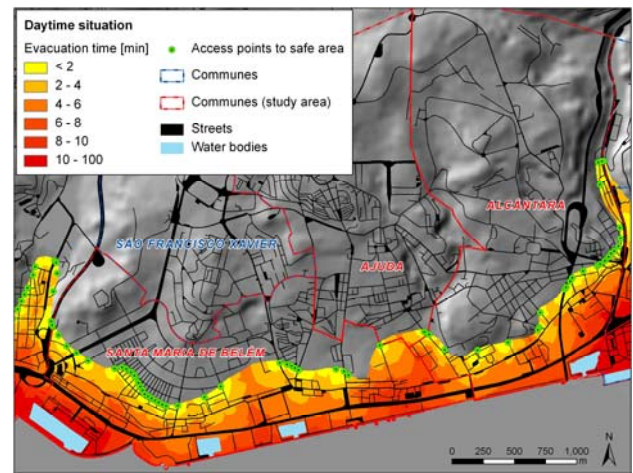 Daytime situation
Evacuation time [min]
< 2
2 - 4
4 - 6
6 - 8
8 - 10
10 - 100
Access points to safe area
Communes
Communes (study area)
Streets
Water bodies
ALCÂNTARA
SÃO FRANCISCO XAVIER
AJUDA
SANTA MARIA DE BELÉM
N
0 250 500 750 1,000
m